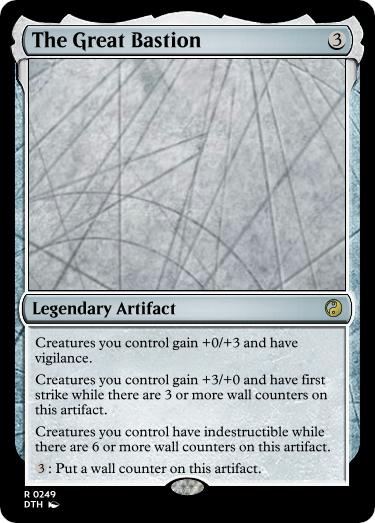 The Great Bastion 3
Legendary Artifact
Creatures you control gain +0/+3 and have
vigilance.
Creatures you control gain +3/+0 and have first
strike while there are 3 or more wall counters on
this artifact.
Creatures you control have indestructible while
there are 6 or more wall counters on this artifact.
3 : Put a wall counter on this artifact.
R 0249
DTH